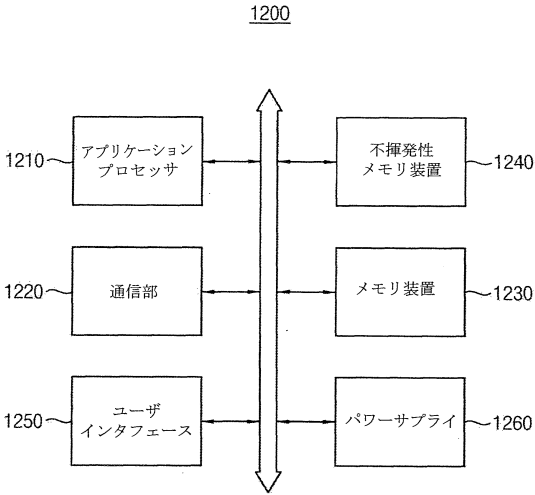 1200
1210
アプリケーション
プロセッサ
不揮発性
メモリ装置
1240
1220
通信部
メモリ装置
1230
1250
ユーザ
インタフェース
パワーサプライ
1260